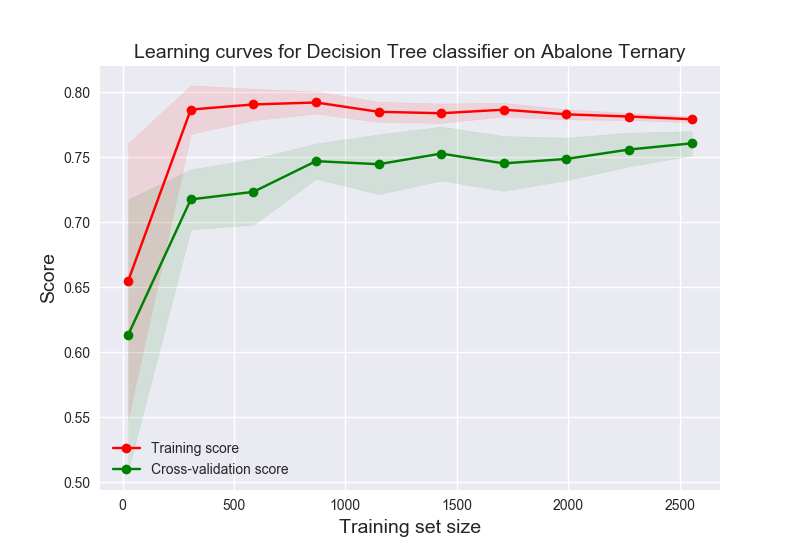 Learning curves for Decision Tree classifier on Abalone Ternary
Score
0.80
0.75
0.70
0.65
0.60
0.55
0.50
Training score
Cross-validation score
0
500
1000
1500
2000
2500
Training set size